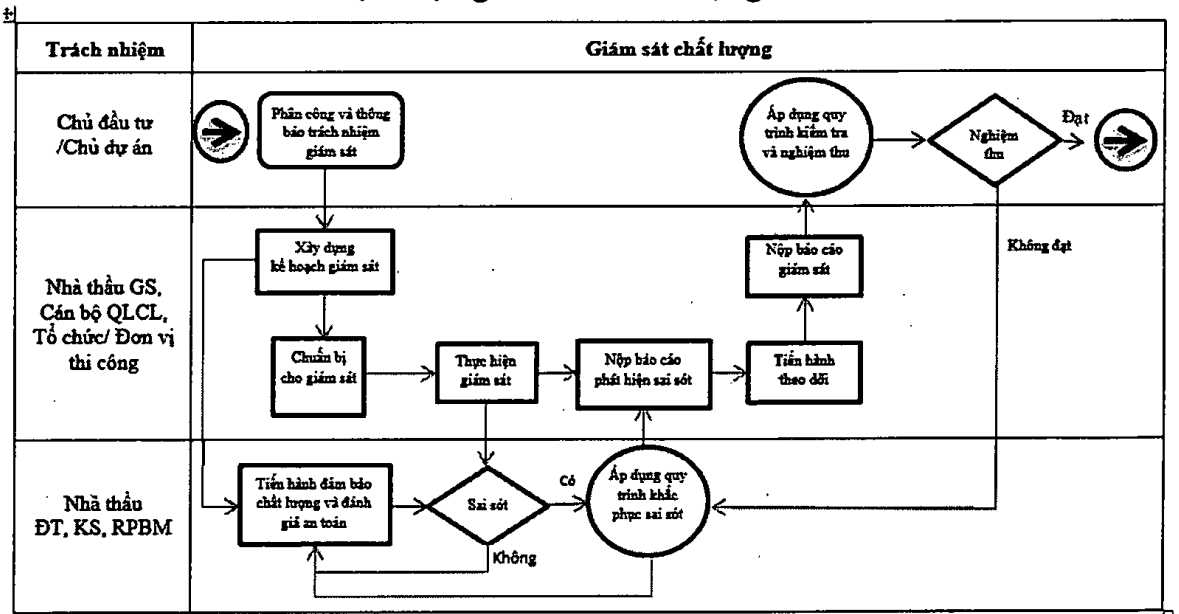 Trách nhiệm
Giám sát chất lượng
Chủ đầu tư
/Chủ dự án
Phân công và thông
báo trách nhiệm
giám sát
Áp dụng quy
trình kiểm tra
và nghiệm thu
Nghiệm
thu
Đạt
Không đạt
Nhà thầu GS,
Cán bộ QLCL,
Tổ chức/ Đơn vị
thi công
Xây dựng
kế hoạch giám sát
Nộp báo cáo
giám sát
Chuẩn bị
cho giám sát
Thực hiện
giám sát
Nộp báo cáo
phát hiện sai sót
Tiến hành
theo dõi
Nhà thầu
ĐT, KS, RPBM
Tiến hành đảm bảo
chất lượng và đánh
giá an toàn
Sai sót
Có
Không
Áp dụng quy
trình khắc
phục sai sót